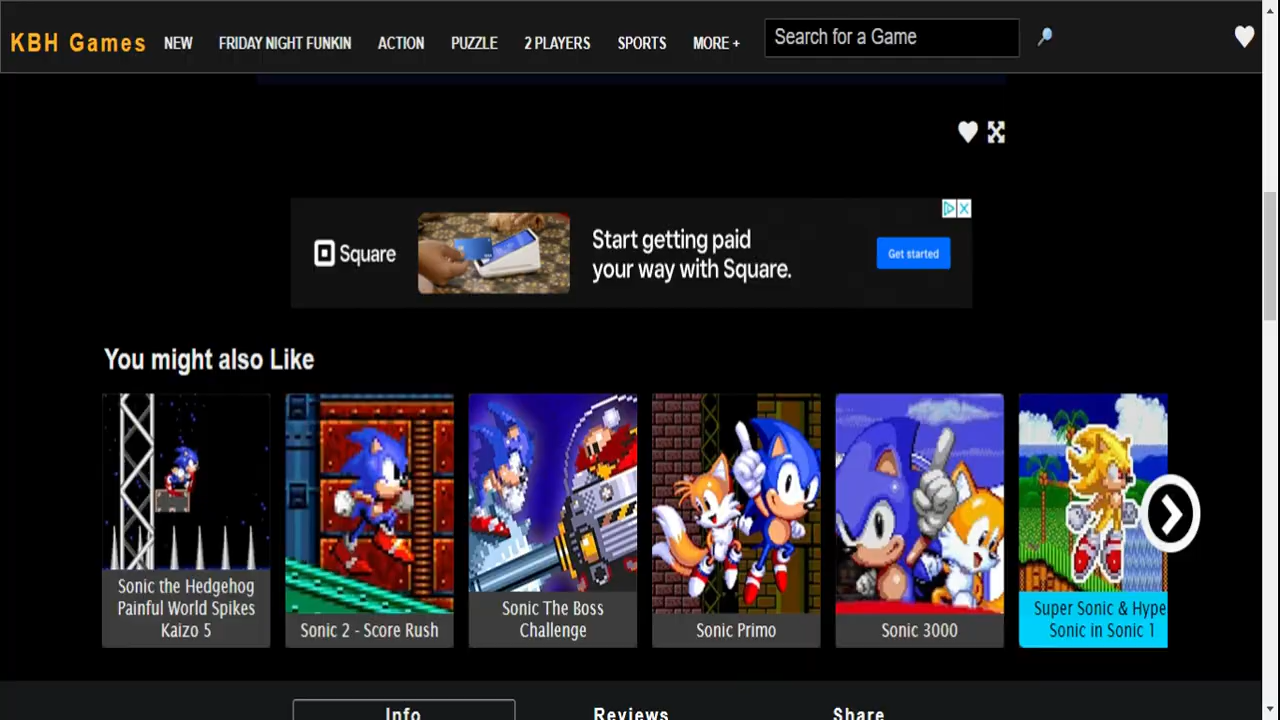 KBH Games NEW FRIDAY NIGHT FUNKIN ACTION PUZZLE 2 PLAYERS SPORTS MORE + Search for a Game
Square
Start getting paid
your way with Square.
Get started
You might also Like
Sonic the Hedgehog
Painful World Spikes
Kaizo 5
Sonic 2 - Score Rush
Sonic The Boss
Challenge
Sonic Primo
Sonic 3000
Super Sonic & Hype
Sonic in Sonic 1
Info Reviews Share